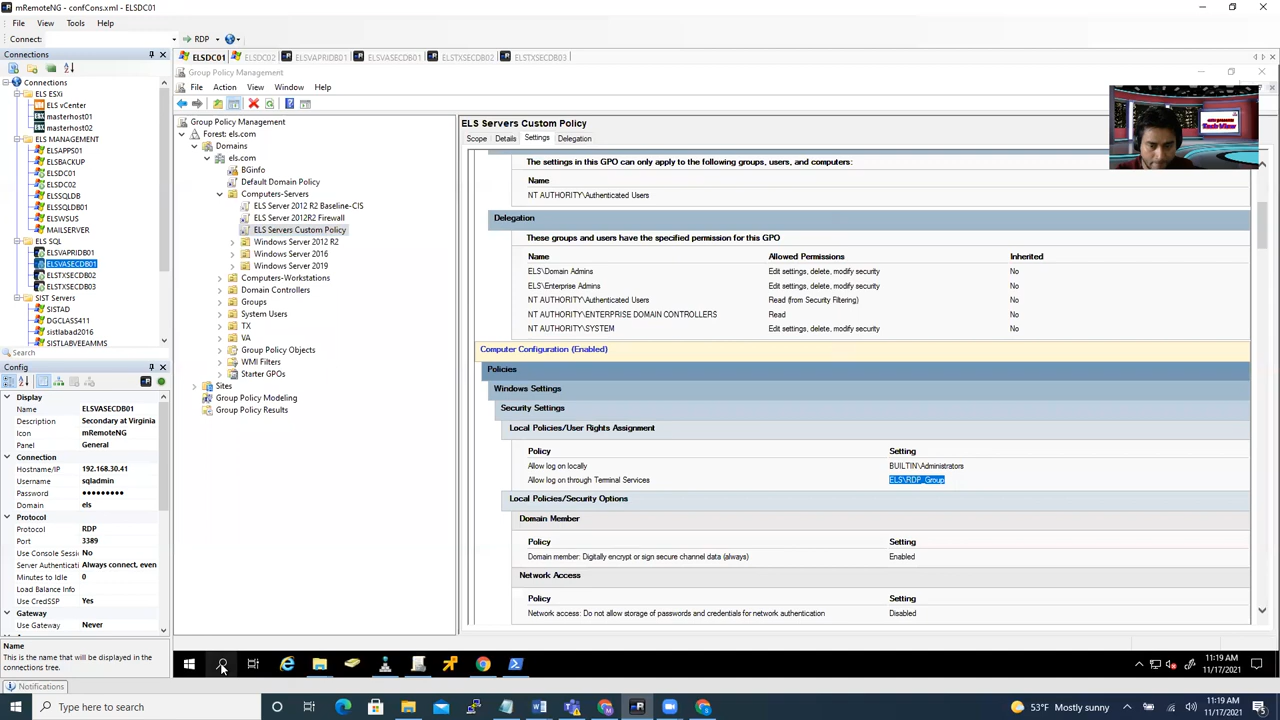 mRemoteNG - confCons.xml - ELSDC01
File View Tools Help
Connect: RDP
Connections
ELSDC01 ELSDC02 ELSVAPRIDB01 ELSVASECDB01 ELSTXSECDB02 ELSTXSECDB03
Connections
ELS ESXi
ELS vCenter
masterhost01
masterhost02
ELS MANAGEMENT
ELSAPPS01
ELSBACKUP
ELSDC01
ELSDC02
ELSSQLDB
ELSSQLDB01
ELSWSUS
MAILSERVER
ELS SQL
ELSVAPRIDB01
ELSVASECDB01
ELSTXSECDB02
ELSTXSECDB03
SIST Servers
SISTAD
DGCLASS411
sistlabad2016
SISTLABVEEAMMS
Search
Config
Display
Name ELSVASECDB01
Description Secondary at Virginia
Icon mRemoteNG
Panel General
Connection
Hostname/IP 192.168.30.41
Username sqladmin
Password •••••••••
Domain els
Protocol
Protocol RDP
Port 3389
Use Console Sessi No
Server Authenticati Always connect, even
Minutes to Idle 0
Load Balance Info
Use CredSSP Yes
Gateway
Use Gateway Never
Name
This is the name that will be displayed in the
connections tree.
Notifications
Group Policy Management
File Action View Window Help
Group Policy Management
Forest: els.com
Domains
els.com
BGinfo
Default Domain Policy
Computers-Servers
ELS Server 2012 R2 Baseline-CIS
ELS Server 2012R2 Firewall
ELS Servers Custom Policy
Windows Server 2012 R2
Windows Server 2016
Windows Server 2019
Computers-Workstations
Domain Controllers
Groups
System Users
TX
VA
Group Policy Objects
WMI Filters
Starter GPOs
Sites
Group Policy Modeling
Group Policy Results
ELS Servers Custom Policy
Scope Details Settings Delegation
The settings in this GPO can only apply to the following groups, users, and computers:
Name
NT AUTHORITY\Authenticated Users
Delegation
These groups and users have the specified permission for this GPO
Name Allowed Permissions Inherited
ELS\Domain Admins Edit settings, delete, modify security No
ELS\Enterprise Admins Edit settings, delete, modify security No
NT AUTHORITY\Authenticated Users Read (from Security Filtering) No
NT AUTHORITY\ENTERPRISE DOMAIN CONTROLLERS Read No
NT AUTHORITY\SYSTEM Edit settings, delete, modify security No
Computer Configuration (Enabled)
Policies
Windows Settings
Security Settings
Local Policies/User Rights Assignment
Policy Setting
Allow log on locally BUILTIN\Administrators
Allow log on through Terminal Services ELS\RDP_Group
Local Policies/Security Options
Domain Member
Policy Setting
Domain member: Digitally encrypt or sign secure channel data (always) Enabled
Network Access
Policy Setting
Network access: Do not allow storage of passwords and credentials for network authentication Disabled
11:19 AM
11/17/2021
Type here to search
53°F Mostly sunny
11:19 AM
11/17/2021